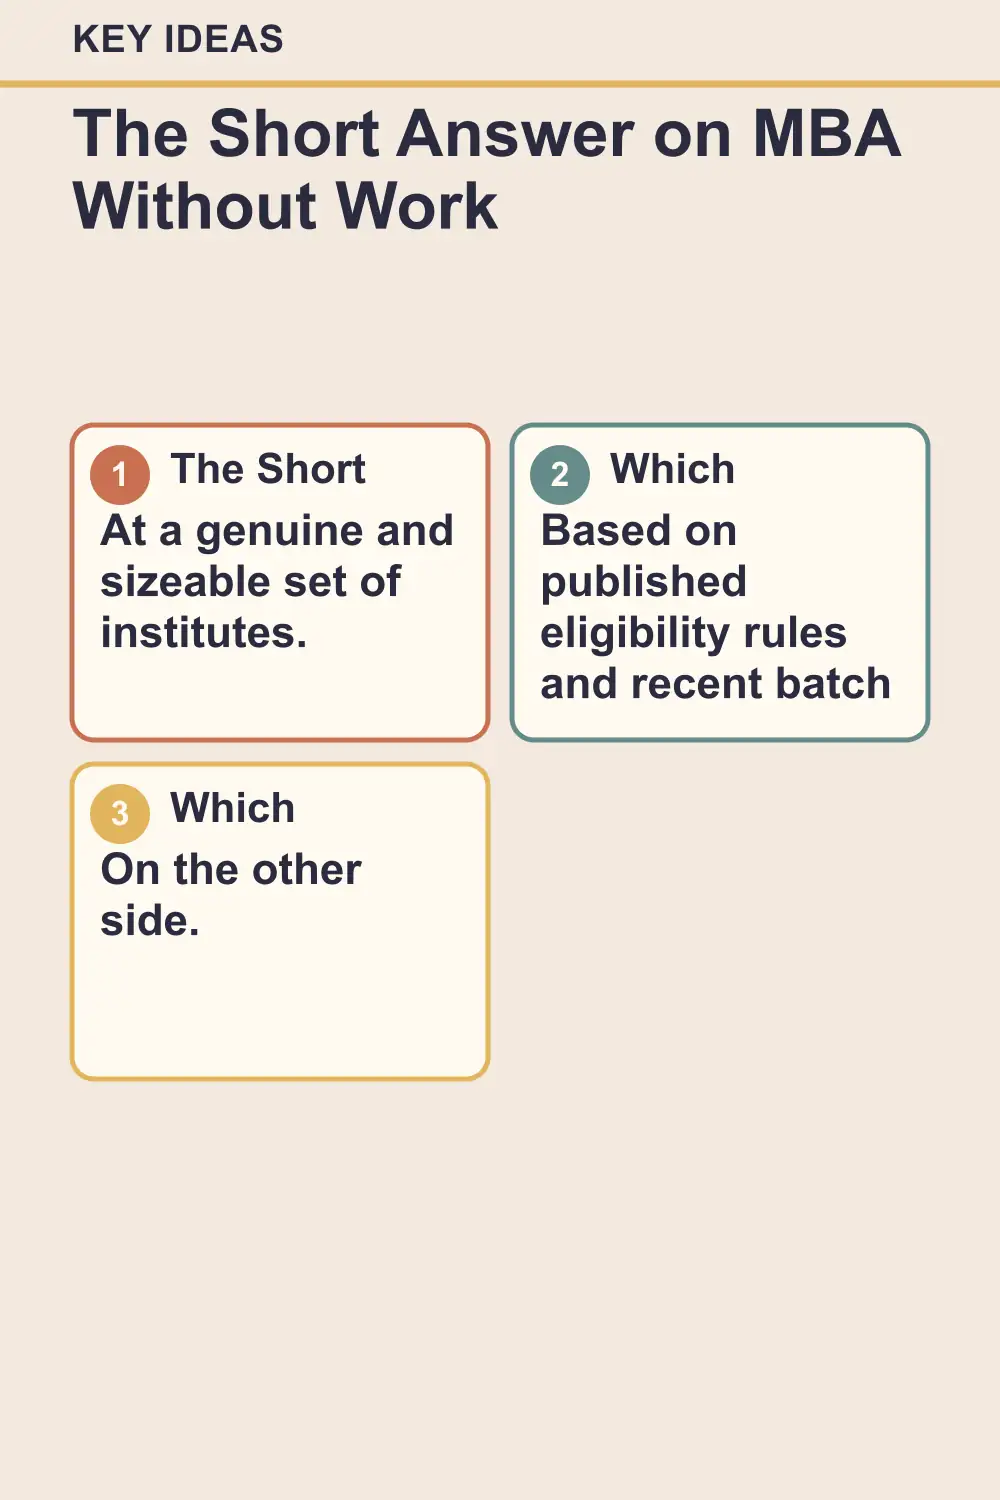 KEY IDEAS
The Short Answer on MBA
Without Work
1 The Short
At a genuine and
sizeable set of
institutes.
2 Which
Based on
published
eligibility rules
and recent batch
3 Which
On the other
side.